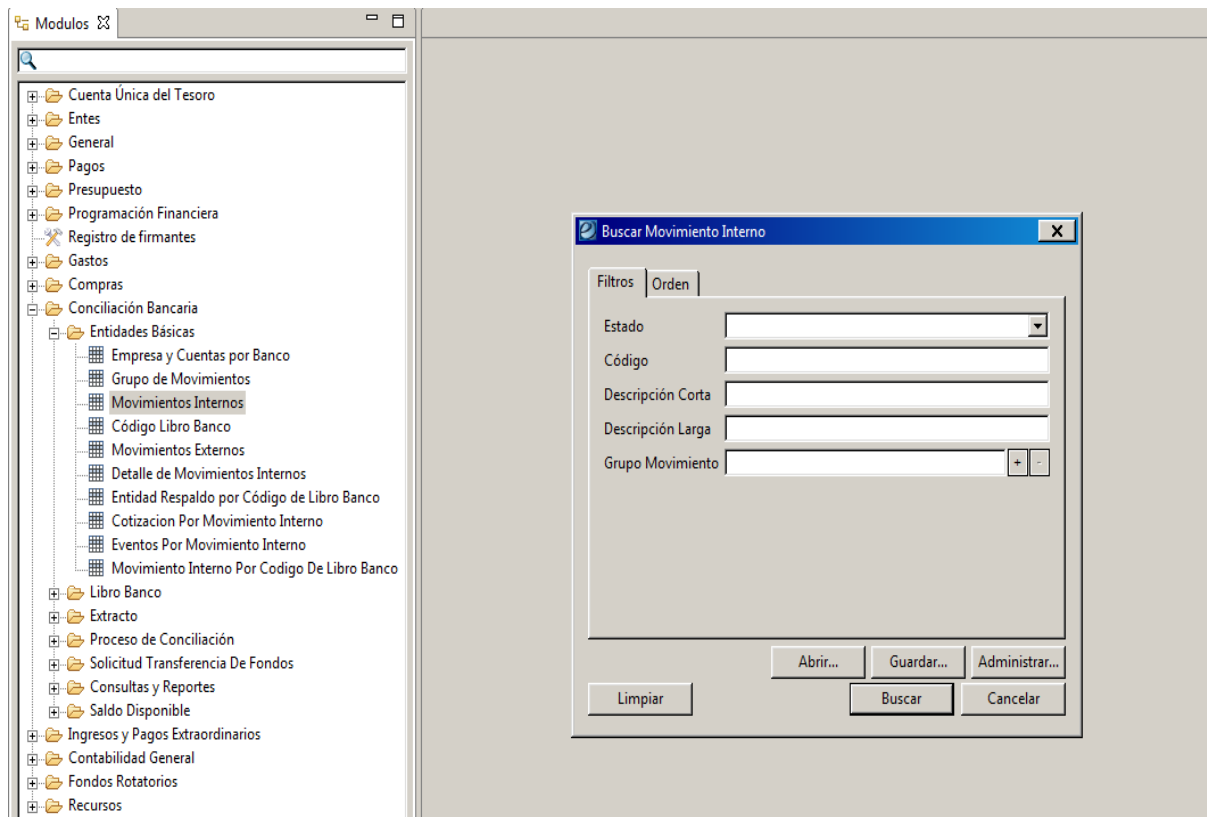 Modulos
Cuenta Única del Tesoro
Entes
General
Pagos
Presupuesto
Programación Financiera
Registro de firmantes
Gastos
Compras
Conciliación Bancaria
Entidades Básicas
Empresa y Cuentas por Banco
Grupo de Movimientos
Movimientos Internos
Código Libro Banco
Movimientos Externos
Detalle de Movimientos Internos
Entidad Respaldo por Código de Libro Banco
Cotizacion Por Movimiento Interno
Eventos Por Movimiento Interno
Movimiento Interno Por Codigo De Libro Banco
Libro Banco
Extracto
Proceso de Conciliación
Solicitud Transferencia De Fondos
Consultas y Reportes
Saldo Disponible
Ingresos y Pagos Extraordinarios
Contabilidad General
Fondos Rotatorios
Recursos
Buscar Movimiento Interno
Filtros Orden
Estado
Código
Descripción Corta
Descripción Larga
Grupo Movimiento + -
Abrir... Guardar... Administrar...
Limpiar Buscar Cancelar